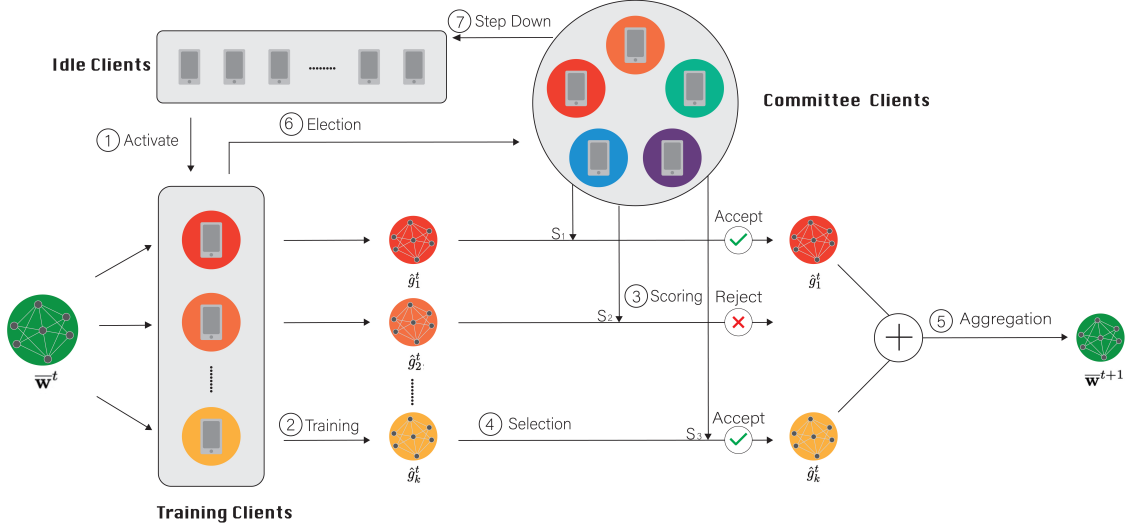 ⑦ Step Down
Idle Clients
Committee Clients
① Activate
⑥ Election
S₁
Accept
ĝ₁ᵗ
ĝ₁ᵗ
③ Scoring
Reject
S₂
⑤ Aggregation
w̅ᵗ
ĝ₂ᵗ
w̅ᵗ⁺¹
② Training
④ Selection
Accept
S₃
ĝₖᵗ
ĝₖᵗ
Training Clients